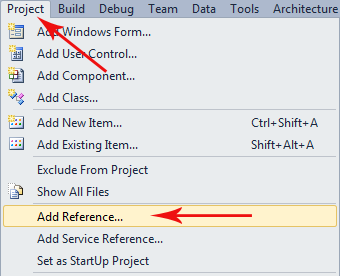 Project Build Debug Team Data Tools Architecture
Add Windows Form...
Add User Control...
Add Component...
Add Class...
Add New Item... Ctrl+Shift+A
Add Existing Item... Shift+Alt+A
Exclude From Project
Show All Files
Add Reference...
Add Service Reference...
Set as StartUp Project